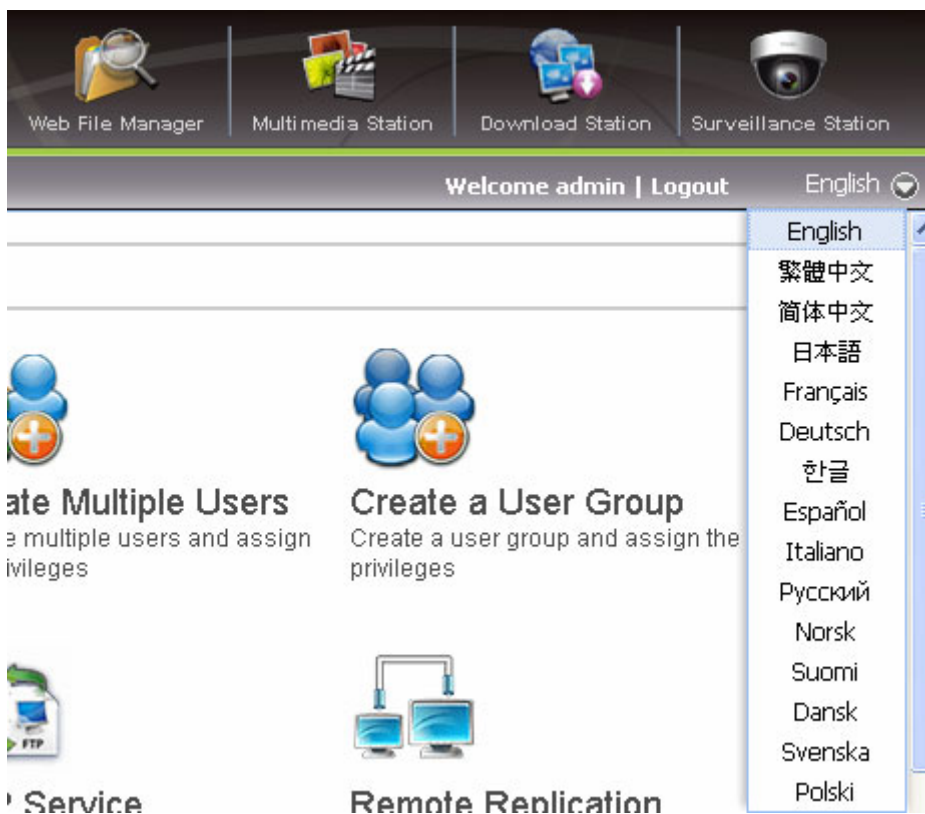 Web File Manager
Multimedia Station
Download Station
Surveillance Station
Welcome admin | Logout
English
English
繁體中文
简体中文
日本語
Français
Deutsch
한글
Español
Italiano
Русский
Norsk
Suomi
Dansk
Svenska
Polski
ate Multiple Users
e multiple users and assign
ivileges
Create a User Group
Create a user group and assign the
privileges
FTP
Service
Remote Replication